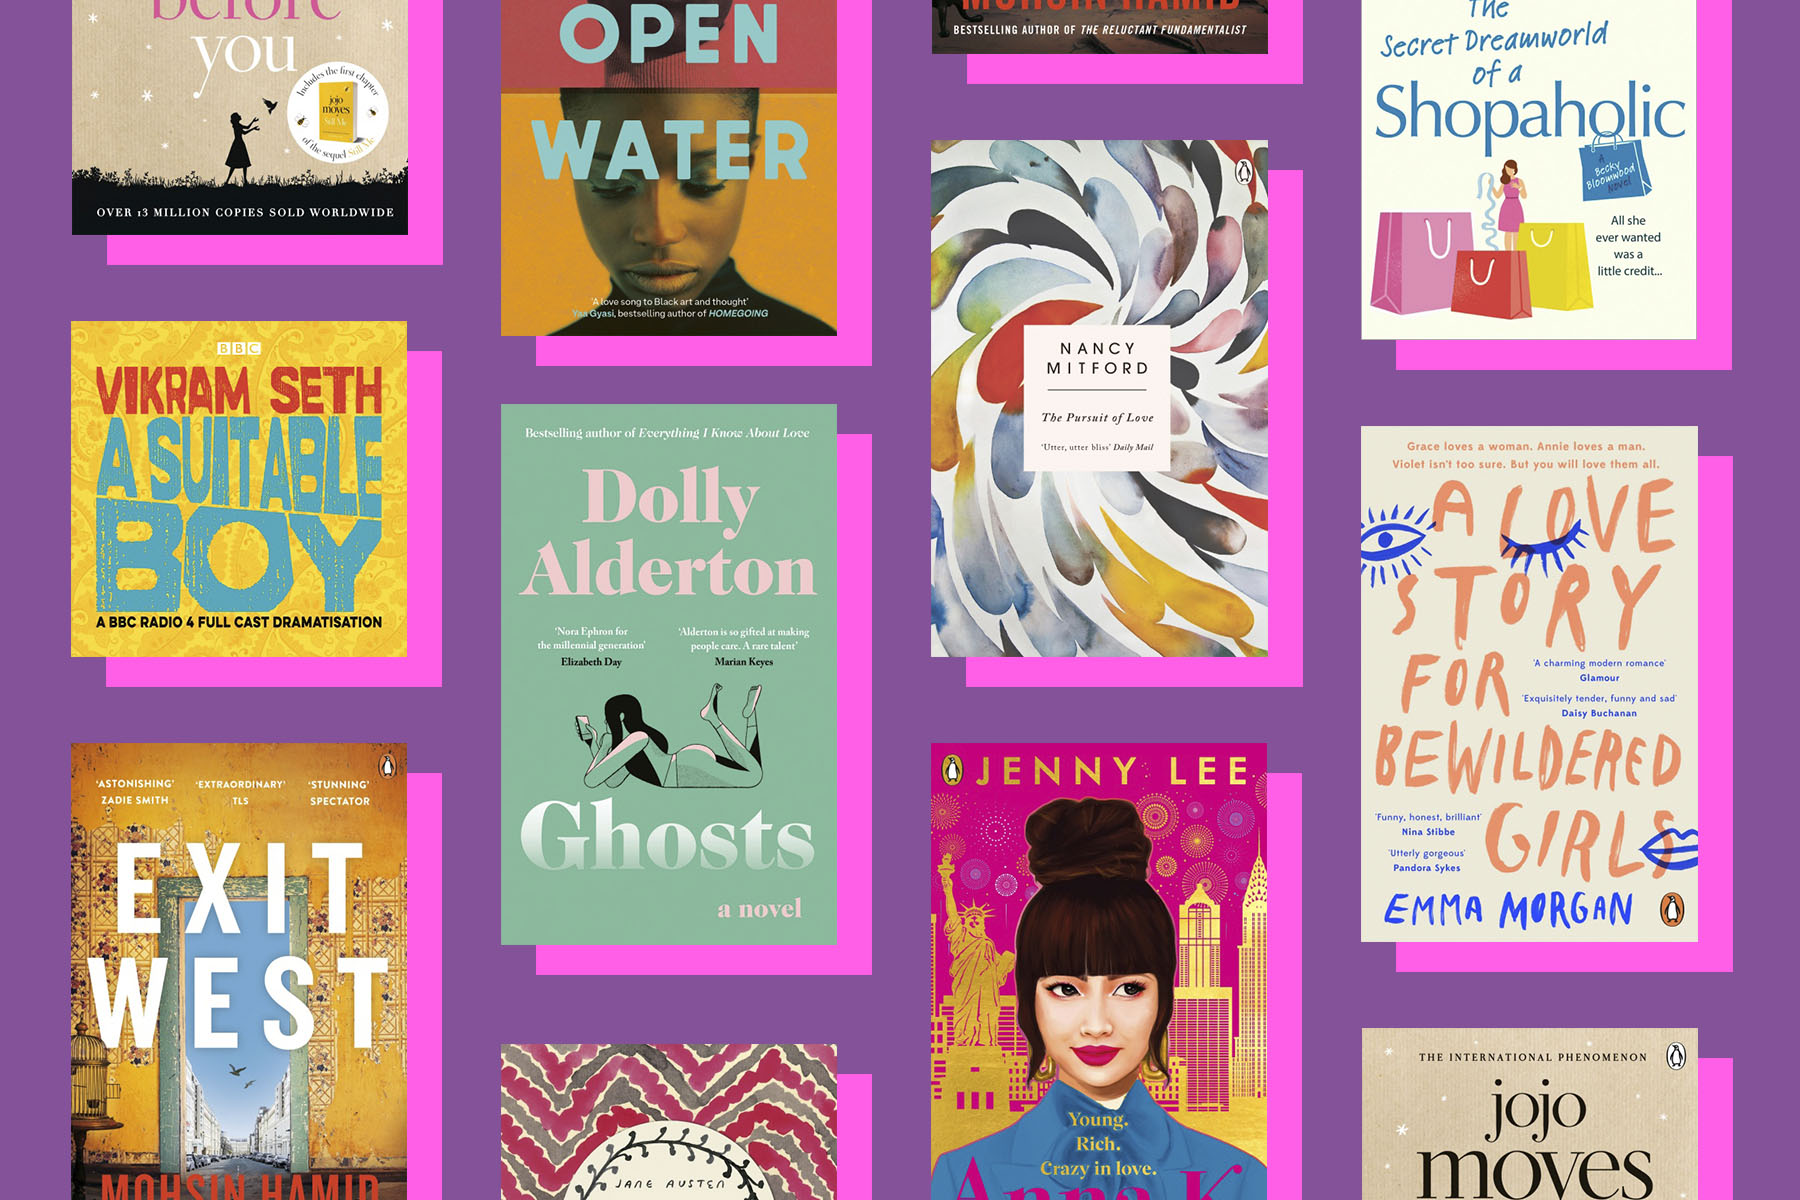 before
you
Includes the first chapter
jojo
moyes
Still Me
of the sequel Still Me
OVER 13 MILLION COPIES SOLD WORLDWIDE
BBC
VIKRAM SETH
A SUITABLE
BOY
A BBC RADIO 4 FULL CAST DRAMATISATION
'ASTONISHING'
ZADIE SMITH
'EXTRAORDINARY'
TLS
'STUNNING'
SPECTATOR
EXIT
WEST
MOHSIN HAMID
OPEN
WATER
'A love song to Black art and thought'
Yaa Gyasi, bestselling author of HOMEGOING
Bestselling author of Everything I Know About Love
Dolly
Alderton
'Nora Ephron for
the millennial generation'
Elizabeth Day
'Alderton is so gifted at making
people care. A rare talent'
Marian Keyes
Ghosts
a novel
JANE AUSTEN
MOHSIN HAMID
BESTSELLING AUTHOR OF THE RELUCTANT FUNDAMENTALIST
NANCY
MITFORD
The Pursuit of Love
'Utter, utter bliss' Daily Mail
JENNY LEE
Young.
Rich.
Crazy in love.
Anna K
The
Secret Dreamworld
of a
Shopaholic
A
Becky
Bloomwood
Novel
All she
ever wanted
was a
little credit...
Grace loves a woman. Annie loves a man.
Violet isn't too sure. But you will love them all.
A LOVE
STORY
FOR
'A charming modern romance'
Glamour
'Exquisitely tender, funny and sad'
Daisy Buchanan
BEWILDERED
GIRLS
'Funny, honest, brilliant'
Nina Stibbe
'Utterly gorgeous'
Pandora Sykes
EMMA MORGAN
THE INTERNATIONAL PHENOMENON
jojo
moyes